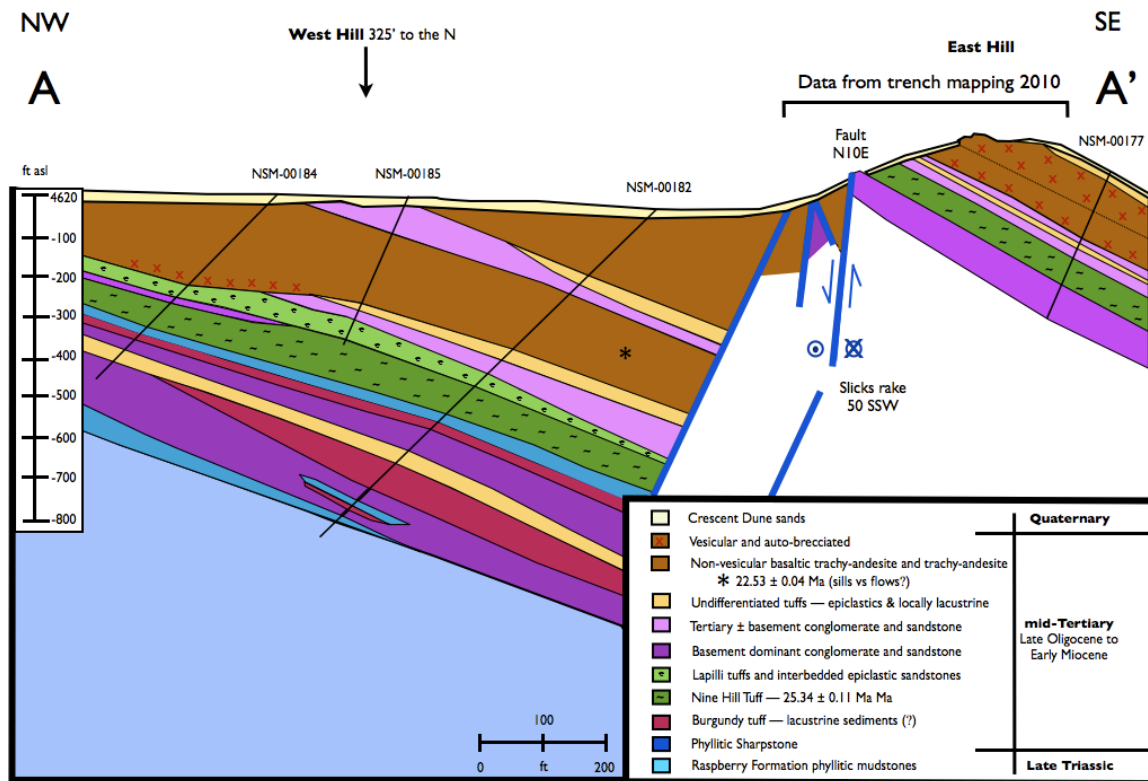 NW
SE
West Hill 325' to the N
East Hill
A
Data from trench mapping 2010
A'
Fault
N10E
NSM-00177
ft asl
NSM-00184
NSM-00185
NSM-00182
4620
-100
-200
-300
-400
-500
-600
-700
-800
*
Slicks rake
50 SSW
Crescent Dune sands
Quaternary
Vesicular and auto-brecciated
Non-vesicular basaltic trachy-andesite and trachy-andesite
* 22.53 ± 0.04 Ma (sills vs flows?)
Undifferentiated tuffs — epiclastics & locally lacustrine
Tertiary ± basement conglomerate and sandstone
mid-Tertiary
Late Oligocene to
Early Miocene
Basement dominant conglomerate and sandstone
Lapilli tuffs and interbedded epiclastic sandstones
Nine Hill Tuff — 25.34 ± 0.11 Ma Ma
Burgundy tuff — lacustrine sediments (?)
Phyllitic Sharpstone
Raspberry Formation phyllitic mudstones
Late Triassic
100
0 ft 200